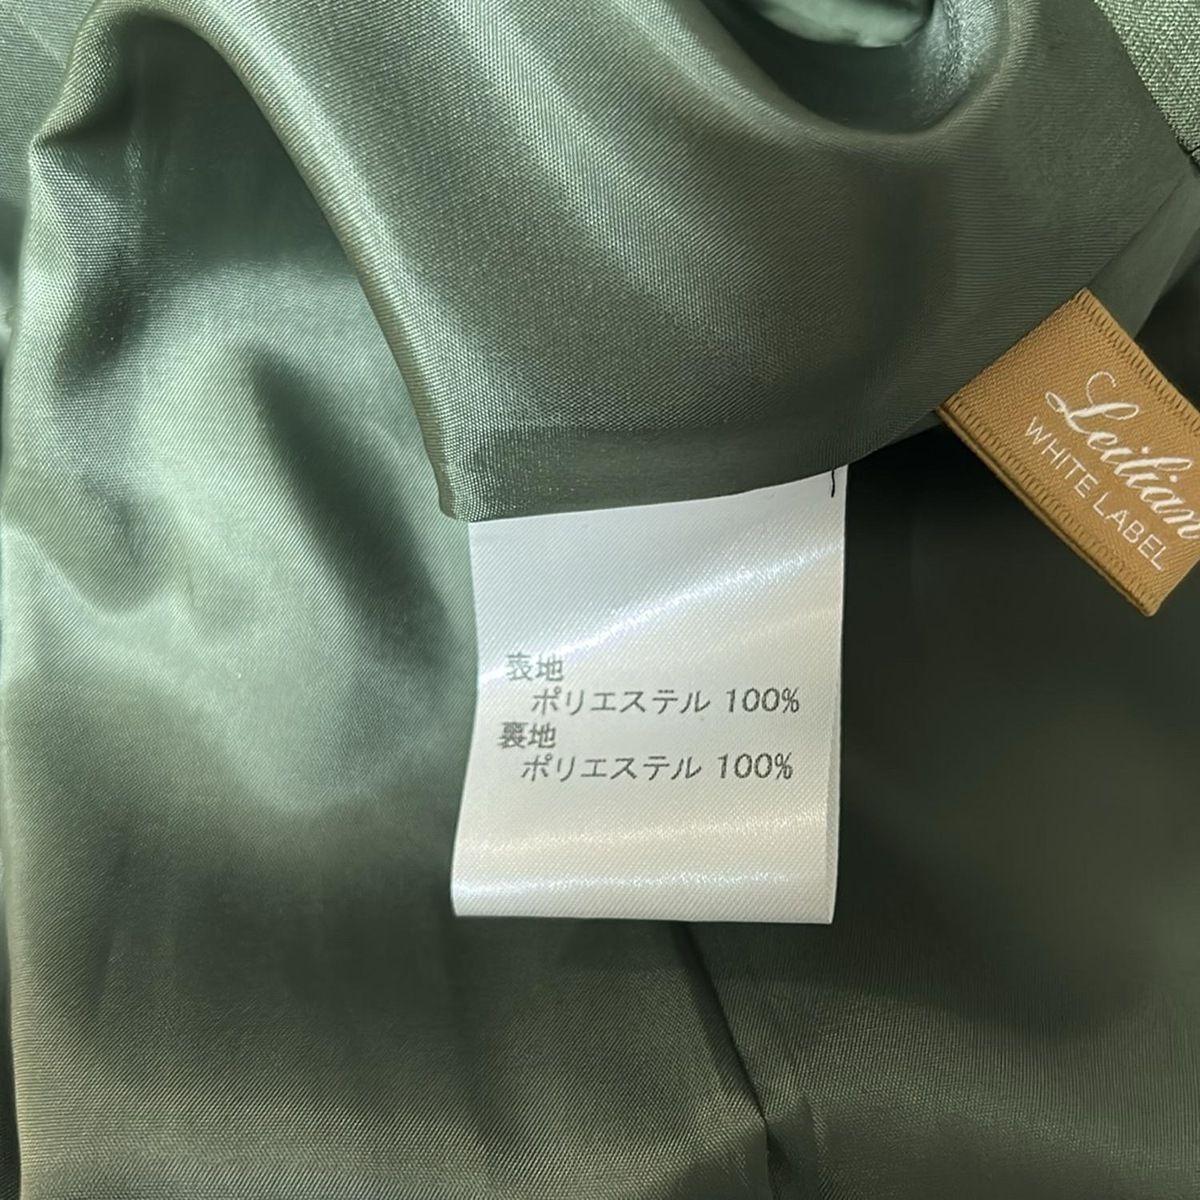 Leilian
WHITE LABEL
表地
ポリエステル 100%
裏地
ポリエステル 100%